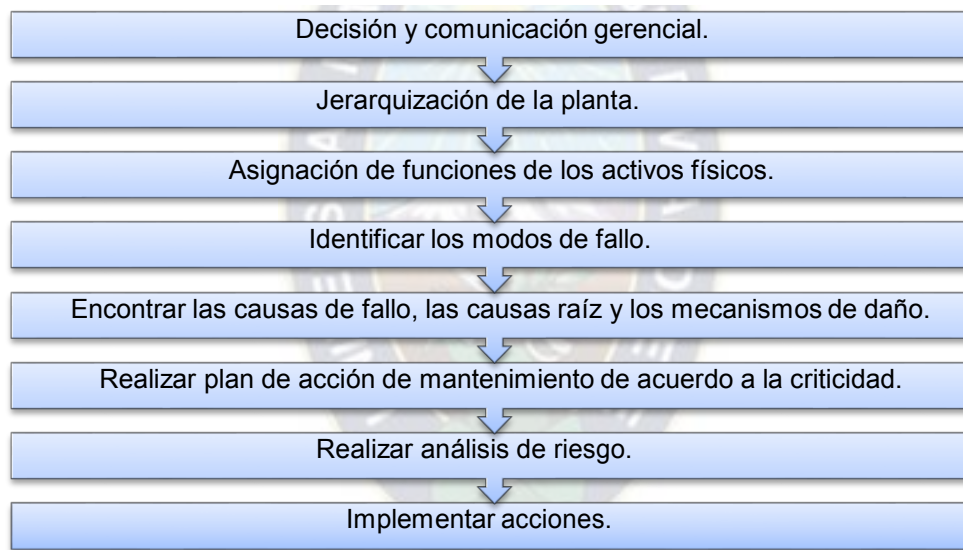 Decisión y comunicación gerencial.
Jerarquización de la planta.
Asignación de funciones de los activos físicos.
Identificar los modos de fallo.
Encontrar las causas de fallo, las causas raíz y los mecanismos de daño.
Realizar plan de acción de mantenimiento de acuerdo a la criticidad.
Realizar análisis de riesgo.
Implementar acciones.